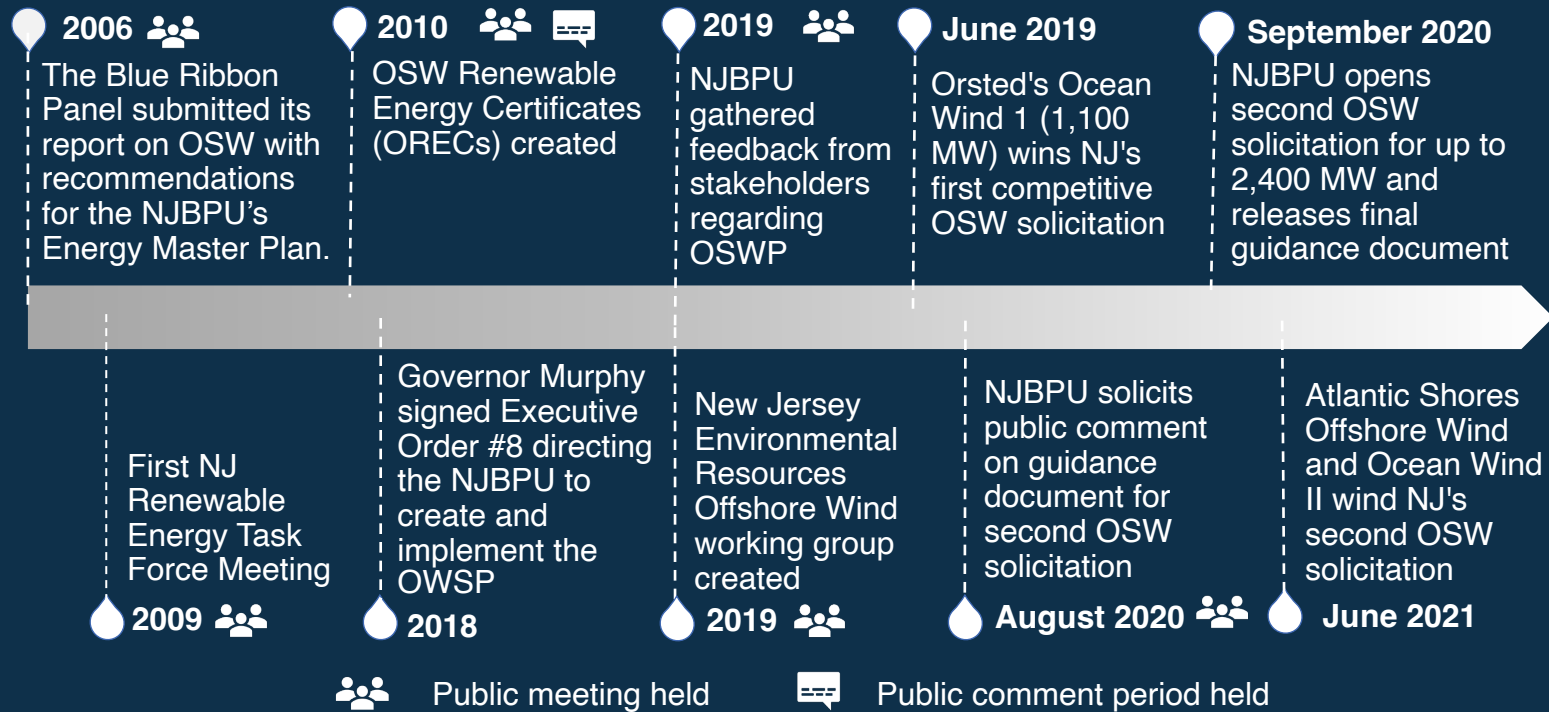 2006
The Blue Ribbon
Panel submitted its
report on OSW with
recommendations
for the NJBPU’s
Energy Master Plan.
2010
OSW Renewable
Energy Certificates
(ORECs) created
2019
NJBPU
gathered
feedback from
stakeholders
regarding
OSWP
June 2019
Orsted's Ocean
Wind 1 (1,100
MW) wins NJ's
first competitive
OSW solicitation
September 2020
NJBPU opens
second OSW
solicitation for up to
2,400 MW and
releases final
guidance document
First NJ
Renewable
Energy Task
Force Meeting
2009
Governor Murphy
signed Executive
Order #8 directing
the NJBPU to
create and
implement the
OWSP
2018
New Jersey
Environmental
Resources
Offshore Wind
working group
created
2019
NJBPU solicits
public comment
on guidance
document for
second OSW
solicitation
August 2020
Atlantic Shores
Offshore Wind
and Ocean Wind
II wind NJ's
second OSW
solicitation
June 2021
Public meeting held
Public comment period held